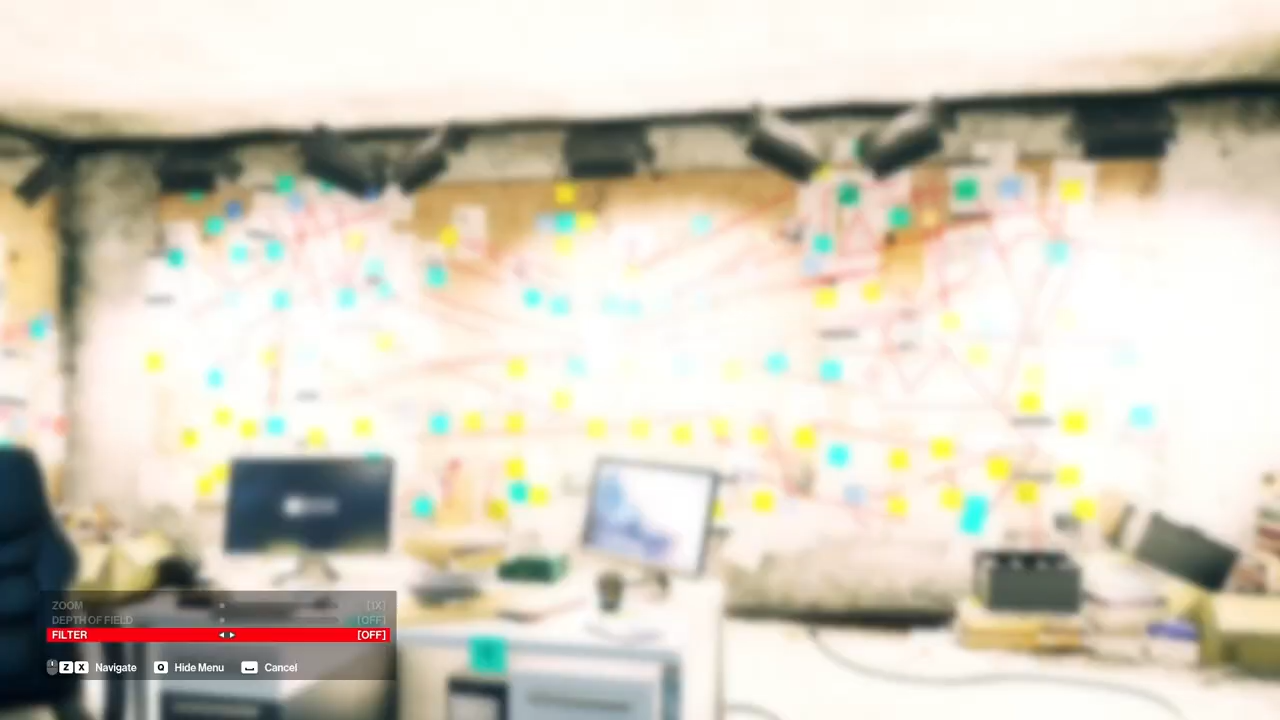 ZOOM [1X]
DEPTH OF FIELD [OFF]
FILTER [OFF]
Z X Navigate Q Hide Menu Cancel